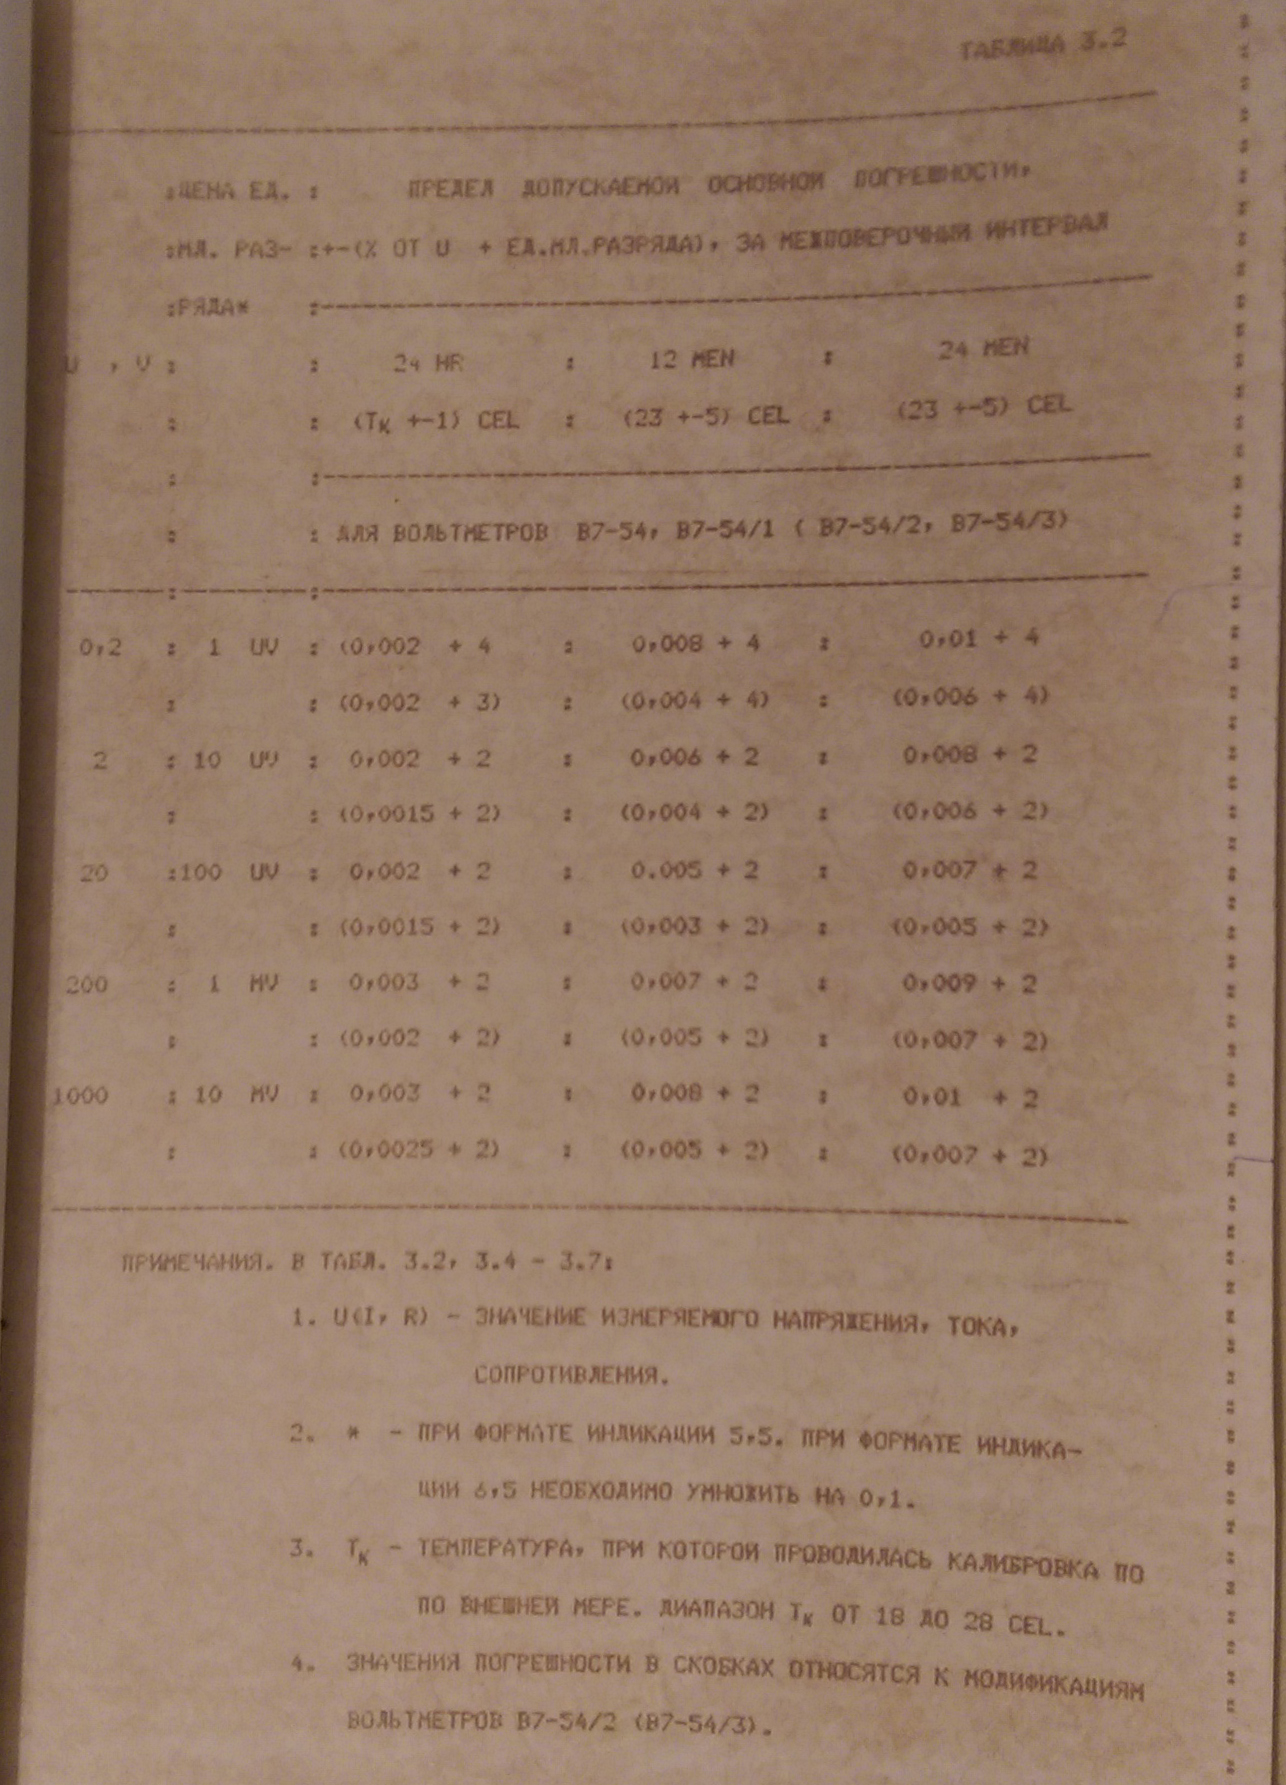 ТАБЛИЦА 3.2
:ЦЕНА ЕД. : ПРЕДЕЛ ДОПУСКАЕМОЙ ОСНОВНОЙ ПОГРЕШНОСТИ,
:МЛ. РАЗ- :+-(% ОТ U + ЕД.МЛ.РАЗРЯДА), ЗА МЕЖПОВЕРОЧНЫЙ ИНТЕРВАЛ
:РЯДА* :
U , V : : 24 HR : 12 MEN : 24 MEN
: : (Tк +-1) CEL : (23 +-5) CEL : (23 +-5) CEL
: :
: : ДЛЯ ВОЛЬТМЕТРОВ В7-54, В7-54/1 ( В7-54/2, В7-54/3)
: :
0,2 : 1 UV : (0,002 + 4 : 0,008 + 4 : 0,01 + 4
: : (0,002 + 3) : (0,004 + 4) : (0,006 + 4)
2 : 10 UV : 0,002 + 2 : 0,006 + 2 : 0,008 + 2
: : (0,0015 + 2) : (0,004 + 2) : (0,006 + 2)
20 :100 UV : 0,002 + 2 : 0.005 + 2 : 0,007 + 2
: : (0,0015 + 2) : (0,003 + 2) : (0,005 + 2)
200 : 1 MV : 0,003 + 2 : 0,007 + 2 : 0,009 + 2
: : (0,002 + 2) : (0,005 + 2) : (0,007 + 2)
1000 : 10 MV : 0,003 + 2 : 0,008 + 2 : 0,01 + 2
: : (0,0025 + 2) : (0,005 + 2) : (0,007 + 2)
ПРИМЕЧАНИЯ. В ТАБЛ. 3.2, 3.4 - 3.7:
1. U(I, R) - ЗНАЧЕНИЕ ИЗМЕРЯЕМОГО НАПРЯЖЕНИЯ, ТОКА,
СОПРОТИВЛЕНИЯ.
2. * - ПРИ ФОРМАТЕ ИНДИКАЦИИ 5,5. ПРИ ФОРМАТЕ ИНДИКА-
ЦИИ 6,5 НЕОБХОДИМО УМНОЖИТЬ НА 0,1.
3. Tк - ТЕМПЕРАТУРА, ПРИ КОТОРОЙ ПРОВОДИЛАСЬ КАЛИБРОВКА ПО
ПО ВНЕШНЕЙ МЕРЕ. ДИАПАЗОН Tк ОТ 18 ДО 28 CEL.
4. ЗНАЧЕНИЯ ПОГРЕШНОСТИ В СКОБКАХ ОТНОСЯТСЯ К МОДИФИКАЦИЯМ
ВОЛЬТМЕТРОВ В7-54/2 (В7-54/3).